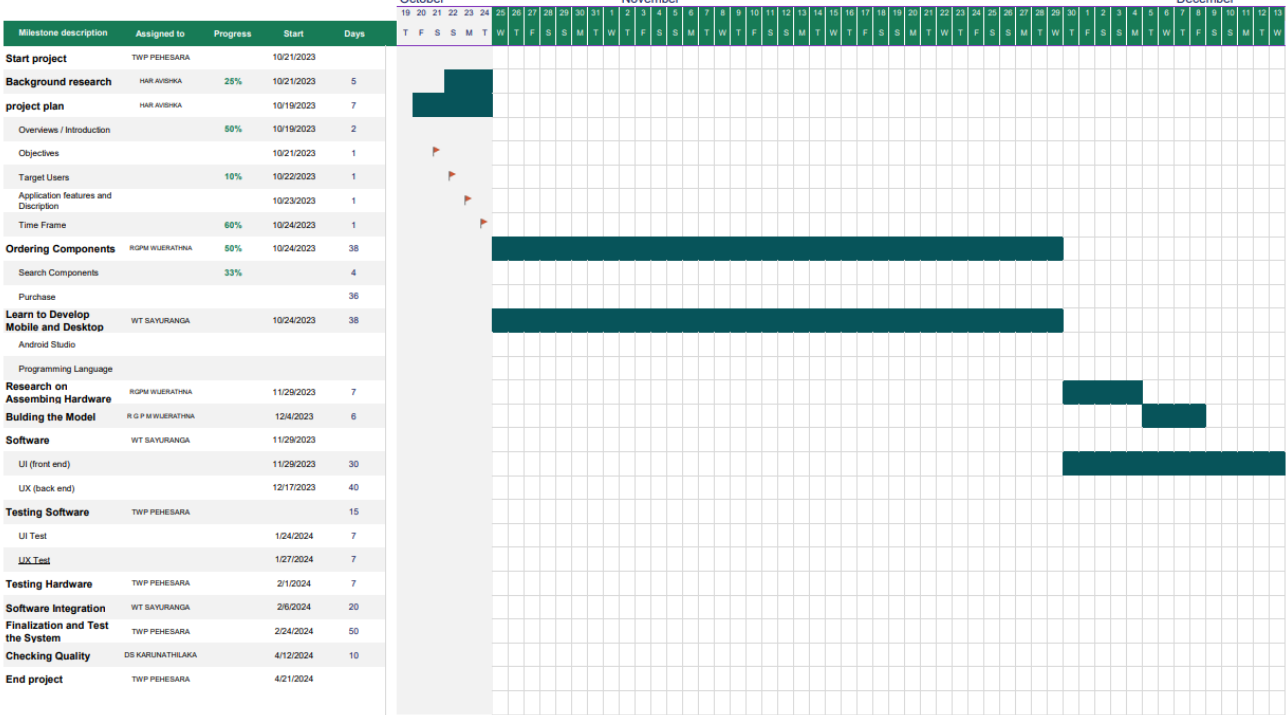 October November December
19 20 21 22 23 24 25 26 27 28 29 30 31 1 2 3 4 5 6 7 8 9 10 11 12 13 14 15 16 17 18 19 20 21 22 23 24 25 26 27 28 29 30 1 2 3 4 5 6 7 8 9 10 11 12 13
Milestone description Assigned to Progress Start Days T F S S M T W T F S S M T W T F S S M T W T F S S M T W T F S S M T W T F S S M T W T F S S M T W T F S S M T W
Start project TWP PEHESARA 10/21/2023
Background research HAR AVISHKA 25% 10/21/2023 5
project plan HAR AVISHKA 10/19/2023 7
Overviews / Introduction 50% 10/19/2023 2
Objectives 10/21/2023 1
Target Users 10% 10/22/2023 1
Application features and
Discription 10/23/2023 1
Time Frame 60% 10/24/2023 1
Ordering Components RGPM WIJERATHNA 50% 10/24/2023 38
Search Components 33% 4
Purchase 36
Learn to Develop
Mobile and Desktop WT SAYURANGA 10/24/2023 38
Android Studio
Programming Language
Research on
Assembing Hardware RGPM WIJERATHNA 11/29/2023 7
Bulding the Model R G P M WIJERATHNA 12/4/2023 6
Software WT SAYURANGA 11/29/2023
UI (front end) 11/29/2023 30
UX (back end) 12/17/2023 40
Testing Software TWP PEHESARA 15
UI Test 1/24/2024 7
UX Test 1/27/2024 7
Testing Hardware TWP PEHESARA 2/1/2024 7
Software Integration WT SAYURANGA 2/6/2024 20
Finalization and Test
the System TWP PEHESARA 2/24/2024 50
Checking Quality DS KARUNATHILAKA 4/12/2024 10
End project TWP PEHESARA 4/21/2024